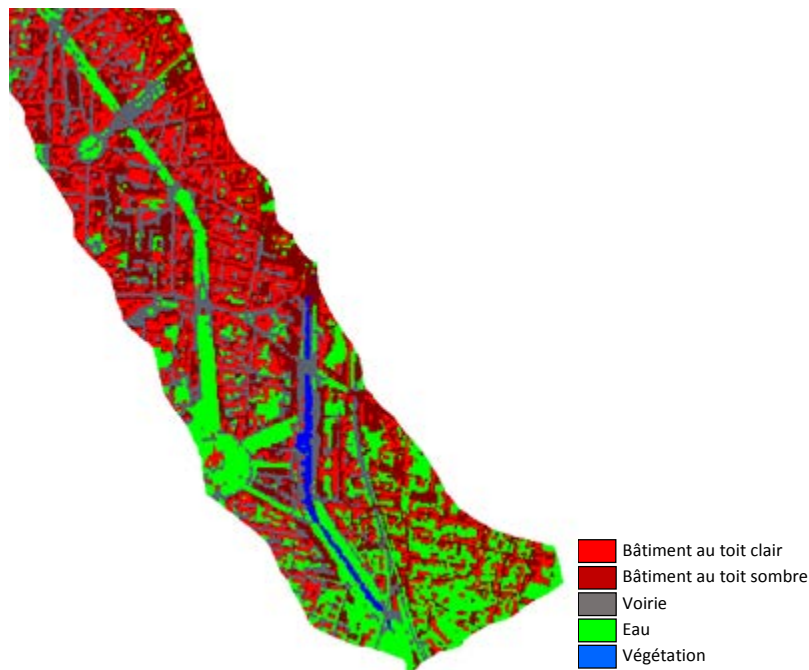 Bâtiment au toit clair
Bâtiment au toit sombre
Voirie
Eau
Végétation